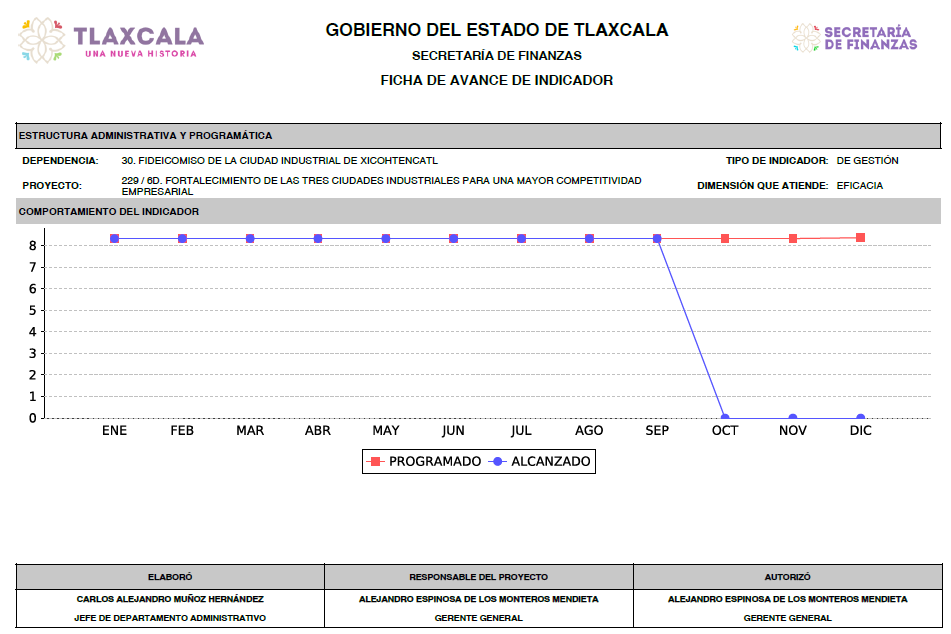 TLAXCALA
UNA NUEVA HISTORIA
GOBIERNO DEL ESTADO DE TLAXCALA
SECRETARÍA DE FINANZAS
FICHA DE AVANCE DE INDICADOR
SECRETARÍA
DE FINANZAS
ESTRUCTURA ADMINISTRATIVA Y PROGRAMÁTICA
DEPENDENCIA: 30. FIDEICOMISO DE LA CIUDAD INDUSTRIAL DE XICOHTENCATL TIPO DE INDICADOR: DE GESTIÓN
PROYECTO: 229 / 6D. FORTALECIMIENTO DE LAS TRES CIUDADES INDUSTRIALES PARA UNA MAYOR COMPETITIVIDAD
EMPRESARIAL DIMENSIÓN QUE ATIENDE: EFICACIA
COMPORTAMIENTO DEL INDICADOR
8
7
6
5
4
3
2
1
0
ENE FEB MAR ABR MAY JUN JUL AGO SEP OCT NOV DIC
PROGRAMADO ALCANZADO
ELABORÓ RESPONSABLE DEL PROYECTO AUTORIZÓ
CARLOS ALEJANDRO MUÑOZ HERNÁNDEZ ALEJANDRO ESPINOSA DE LOS MONTEROS MENDIETA ALEJANDRO ESPINOSA DE LOS MONTEROS MENDIETA
JEFE DE DEPARTAMENTO ADMINISTRATIVO GERENTE GENERAL GERENTE GENERAL